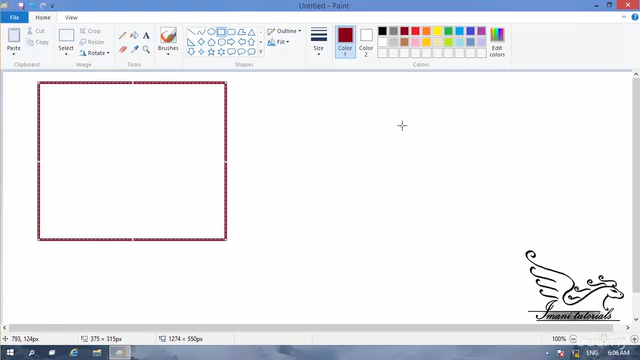 Untitled - Paint
File
Home
View
Paste
Cut
Copy
Clipboard
Select
Crop
Resize
Rotate
Image
A
Tools
Brushes
Outline
Fill
Shapes
Size
Color 1
Color 2
Colors
Edit colors
Imani tutorials
793, 124px
375 × 315px
1274 × 550px
100%
ENG
6:06 AM